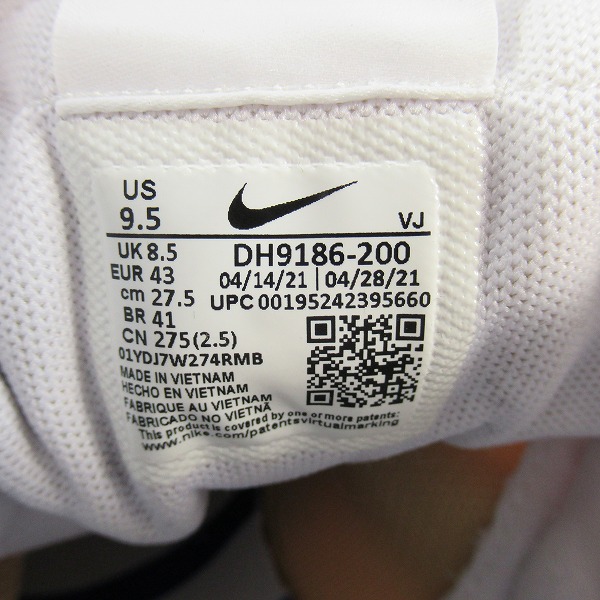 US
9.5
VJ
UK 8.5
DH9186-200
EUR 43
04/14/21 | 04/28/21
cm 27.5
UPC 00195242395660
BR 41
CN 275(2.5)
01YDJ7W274RMB
MADE IN VIETNAM
HECHO EN VIETNAM
FABRIQUE AU VIETNAM
FABRICADO NO VIETNÃ
This product is covered by one or more patents:
www.nike.com/patentsvirtualmarking